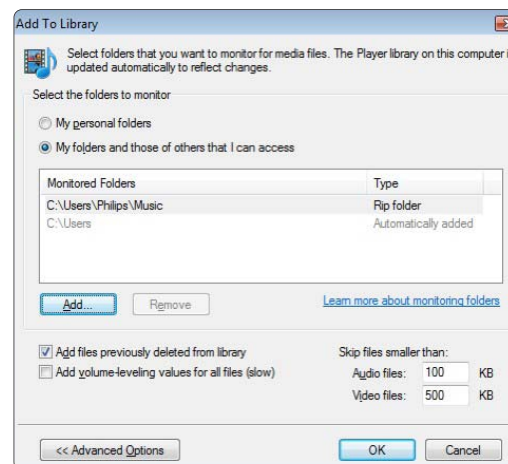 Add To Library
Select folders that you want to monitor for media files. The Player library on this computer i
updated automatically to reflect changes.
Select the folders to monitor
My personal folders
My folders and those of others that I can access
Monitored Folders Type
C:\Users\Philips\Music Rip folder
C:\Users Automatically added
Add... Remove Learn more about monitoring folders
Add files previously deleted from library Skip files smaller than:
Add volume-leveling values for all files (slow) Audio files: 100 KB
Video files: 500 KB
<< Advanced Options OK Cancel